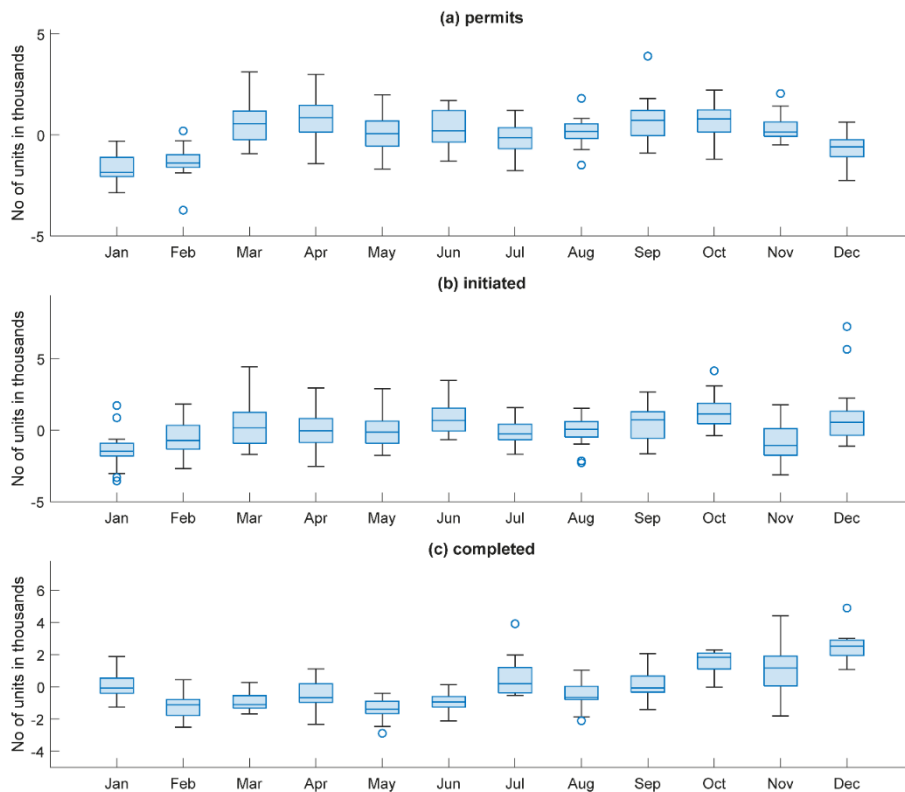 (a) permits
5
0
-5
No of units in thousands
Jan Feb Mar Apr May Jun Jul Aug Sep Oct Nov Dec
(b) initiated
5
0
-5
No of units in thousands
Jan Feb Mar Apr May Jun Jul Aug Sep Oct Nov Dec
(c) completed
6
4
2
0
-2
-4
No of units in thousands
Jan Feb Mar Apr May Jun Jul Aug Sep Oct Nov Dec